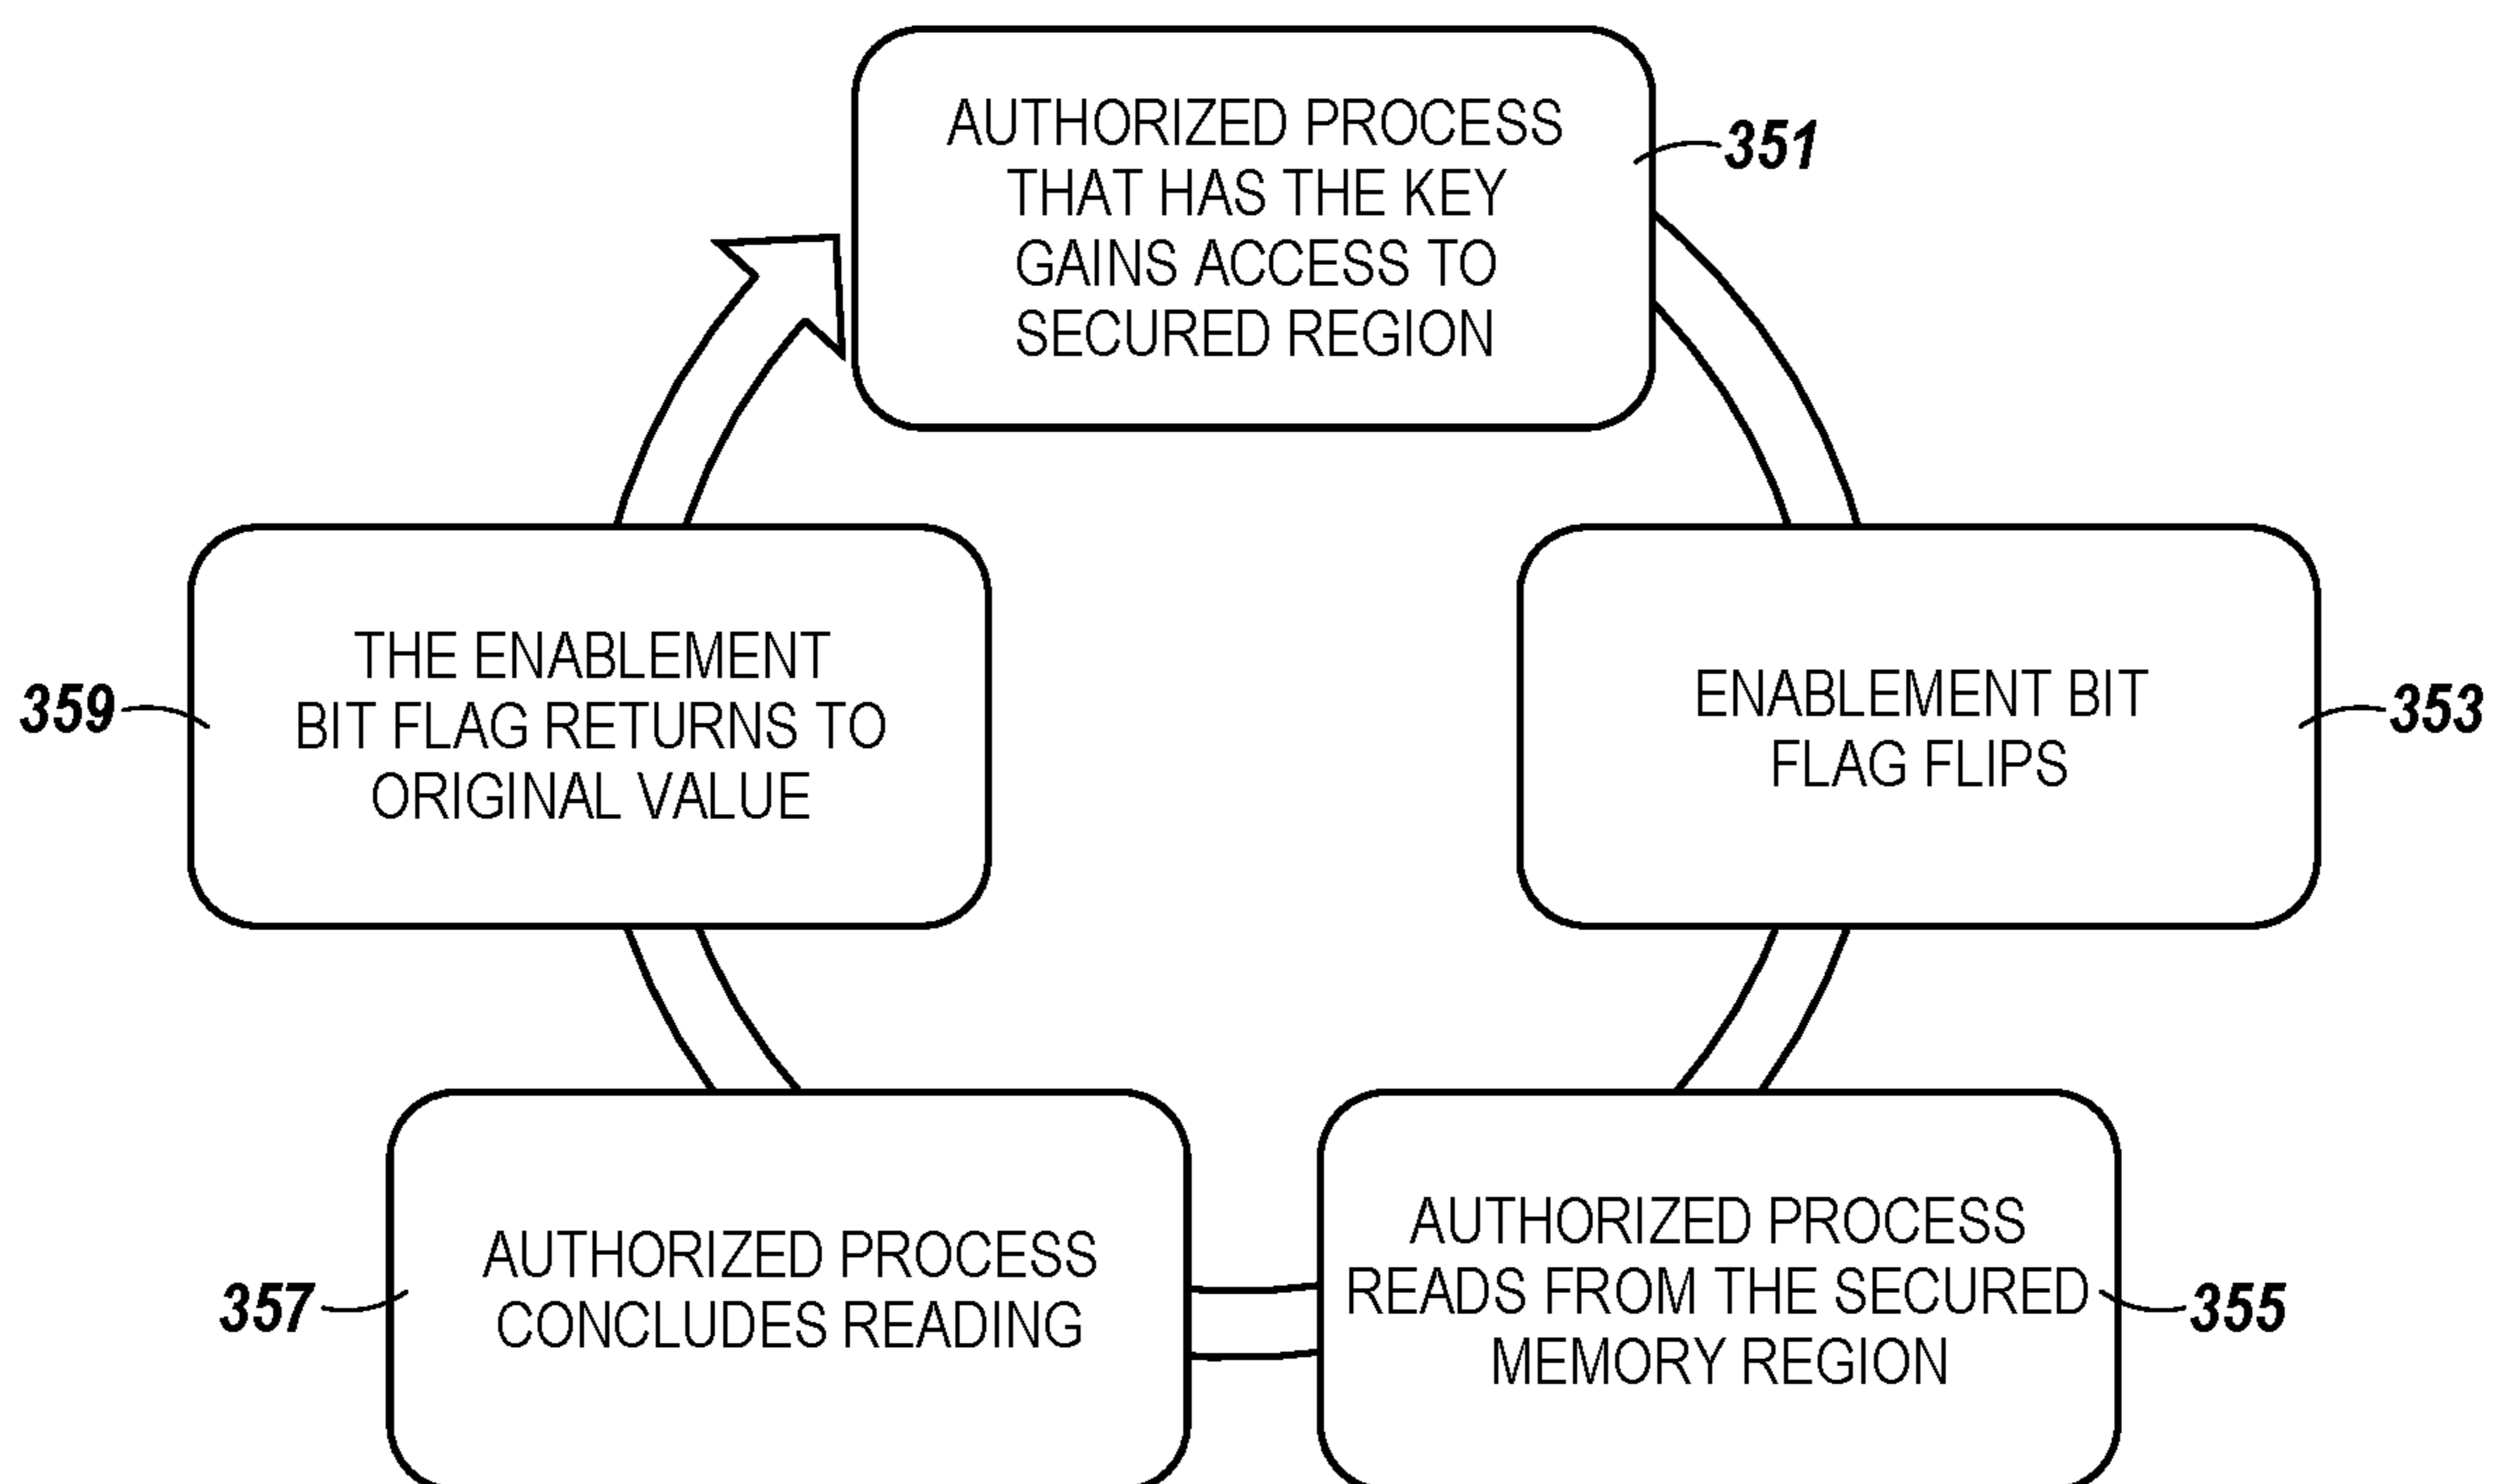 AUTHORIZED PROCESS
THAT HAS THE KEY
GAINS ACCESS TO
SECURED REGION
351
ENABLEMENT BIT
FLAG FLIPS
353
AUTHORIZED PROCESS
READS FROM THE SECURED
MEMORY REGION
355
AUTHORIZED PROCESS
CONCLUDES READING
357
THE ENABLEMENT
BIT FLAG RETURNS TO
ORIGINAL VALUE
359